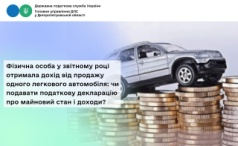 Державна податкова служба України
Головне управління ДПС
у Дніпропетровській області
Фізична особа у звітному році
отримала дохід від продажу
одного легкового автомобіля: чи
подавати податкову декларацію
про майновий стан і доходи?